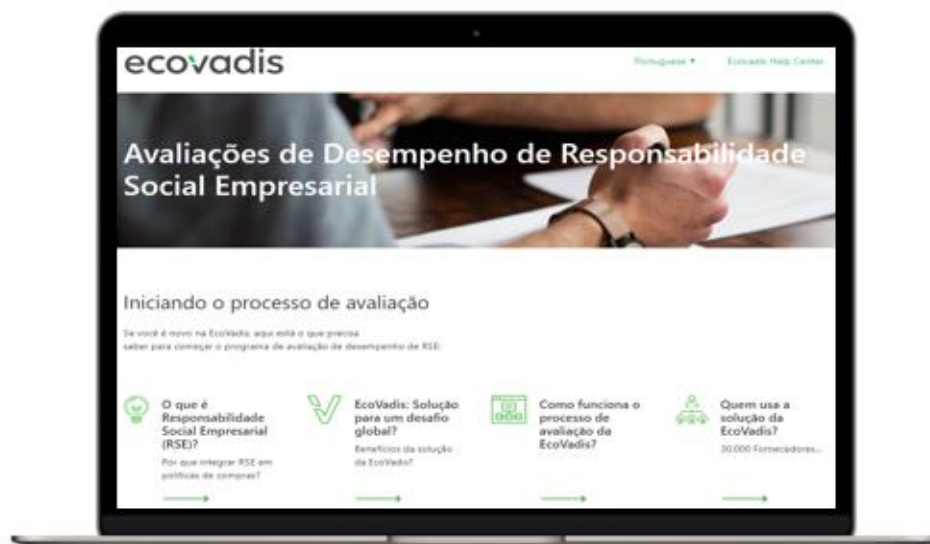 ecovadis
Portuguese ▾
Ecovadis Help Center
Avaliações de Desempenho de Responsabilidade
Social Empresarial
Iniciando o processo de avaliação
Se você é novo na EcoVadis, aqui está o que precisa
saber para começar o programa de avaliação de desempenho de RSE:
O que é
Responsabilidade
Social Empresarial
(RSE)?
Por que integrar RSE em
políticas de compras?
EcoVadis: Solução
para um desafio
global?
Benefícios da solução
da EcoVadis?
Como funciona o
processo de
avaliação da
EcoVadis?
Quem usa a
solução da
EcoVadis?
30.000 Fornecedores...